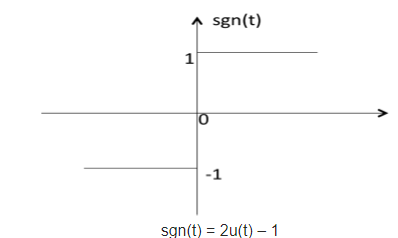 sgn(t)
1
0
-1
sgn(t) = 2u(t) – 1